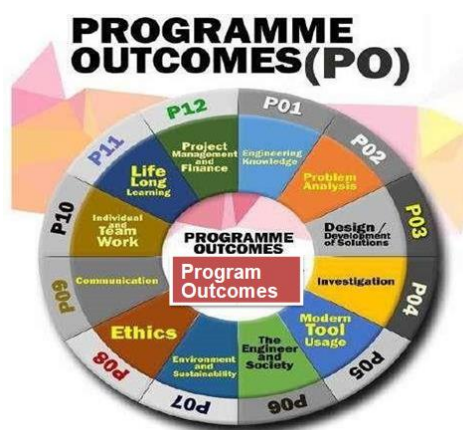 PROGRAMME
OUTCOMES(PO)
P01
Engineering
Knowledge
P02
Problem
Analysis
P03
Design /
Development
of Solutions
P04
Investigation
P05
Modern
Tool
Usage
P06
The
Engineer
and
Society
P07
Environment
and
Sustainability
P08
Ethics
P09
Communication
P10
Individual
and
Team
Work
P11
Life
Long
Learning
P12
Project
Management
and
Finance
PROGRAMME
OUTCOMES
Program
Outcomes